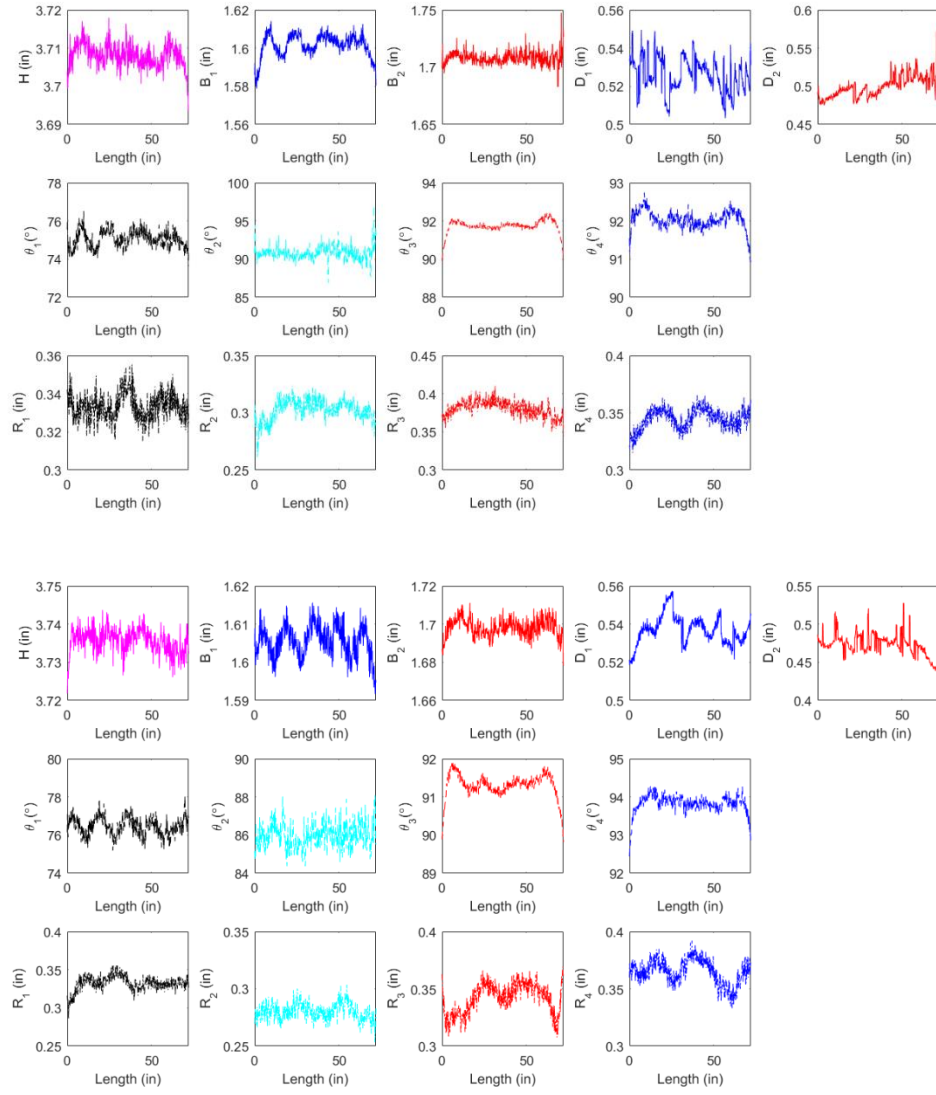 3.72 3.71 3.7 3.69 H (in) 0 50 Length (in)
1.62 1.6 1.58 1.56 B1 (in) 0 50 Length (in)
1.75 1.7 1.65 B2 (in) 0 50 Length (in)
0.56 0.54 0.52 0.5 D1 (in) 0 50 Length (in)
0.6 0.55 0.5 0.45 D2 (in) 0 50 Length (in)
78 76 74 72 θ1(°) 0 50 Length (in)
100 95 90 85 θ2(°) 0 50 Length (in)
94 92 90 88 θ3(°) 0 50 Length (in)
93 92 91 90 θ4(°) 0 50 Length (in)
0.36 0.34 0.32 0.3 R1 (in) 0 50 Length (in)
0.35 0.3 0.25 R2 (in) 0 50 Length (in)
0.45 0.4 0.35 0.3 R3 (in) 0 50 Length (in)
0.4 0.35 0.3 R4 (in) 0 50 Length (in)
3.75 3.74 3.73 3.72 H (in) 0 50 Length (in)
1.62 1.61 1.6 1.59 B1 (in) 0 50 Length (in)
1.72 1.7 1.68 1.66 B2 (in) 0 50 Length (in)
0.56 0.54 0.52 0.5 D1 (in) 0 50 Length (in)
0.55 0.5 0.45 0.4 D2 (in) 0 50 Length (in)
80 78 76 74 θ1(°) 0 50 Length (in)
90 88 86 84 θ2(°) 0 50 Length (in)
92 91 90 89 θ3(°) 0 50 Length (in)
95 94 93 92 θ4(°) 0 50 Length (in)
0.4 0.35 0.3 0.25 R1 (in) 0 50 Length (in)
0.35 0.3 0.25 R2 (in) 0 50 Length (in)
0.4 0.35 0.3 R3 (in) 0 50 Length (in)
0.4 0.35 0.3 R4 (in) 0 50 Length (in)